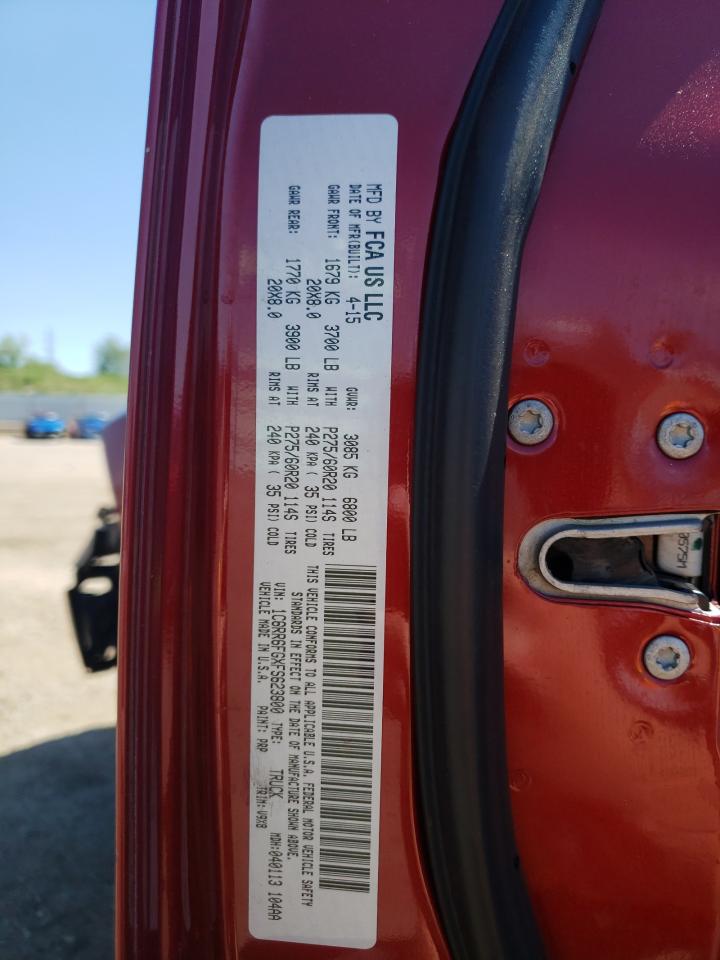 MFD BY FCA US LLC
DATE OF MFR(BUILT): 4-15 GVWR: 3085 KG 6800 LB
GAWR FRONT: 1679 KG 3700 LB WITH P275/60R20 114S TIRES
20X8.0 RIMS AT 240 KPA ( 35 PSI) COLD
GAWR REAR: 1770 KG 3900 LB WITH P275/60R20 114S TIRES
20X8.0 RIMS AT 240 KPA ( 35 PSI) COLD
THIS VEHICLE CONFORMS TO ALL APPLICABLE U.S.A. FEDERAL MOTOR VEHICLE SAFETY
STANDARDS IN EFFECT ON THE DATE OF MANUFACTURE SHOWN ABOVE.
VIN: 1C6RR6FGXFS623800 TYPE: TRUCK MDH:040113 104AA
VEHICLE MADE IN U.S.A. PAINT: PRP TRIM: V9X8